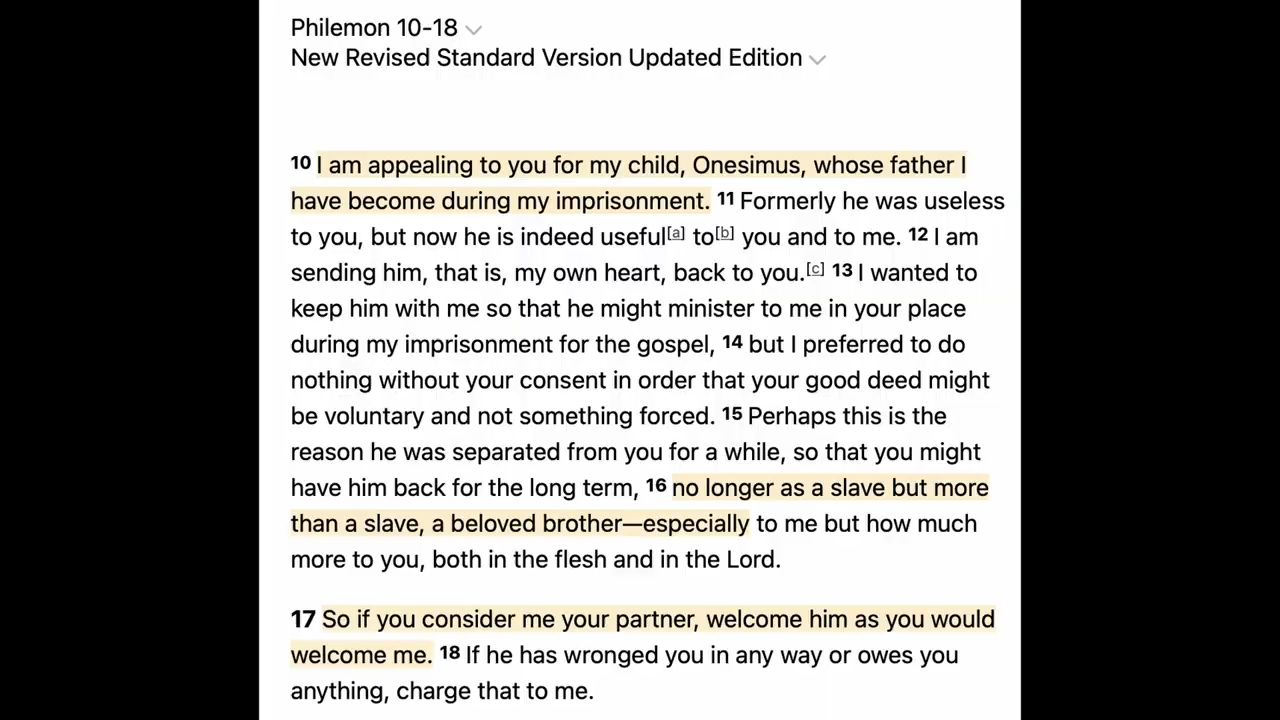 Philemon 10-18
New Revised Standard Version Updated Edition
10 I am appealing to you for my child, Onesimus, whose father I
have become during my imprisonment. 11 Formerly he was useless
to you, but now he is indeed useful[a] to[b] you and to me. 12 I am
sending him, that is, my own heart, back to you.[c] 13 I wanted to
keep him with me so that he might minister to me in your place
during my imprisonment for the gospel, 14 but I preferred to do
nothing without your consent in order that your good deed might
be voluntary and not something forced. 15 Perhaps this is the
reason he was separated from you for a while, so that you might
have him back for the long term, 16 no longer as a slave but more
than a slave, a beloved brother—especially to me but how much
more to you, both in the flesh and in the Lord.
17 So if you consider me your partner, welcome him as you would
welcome me. 18 If he has wronged you in any way or owes you
anything, charge that to me.